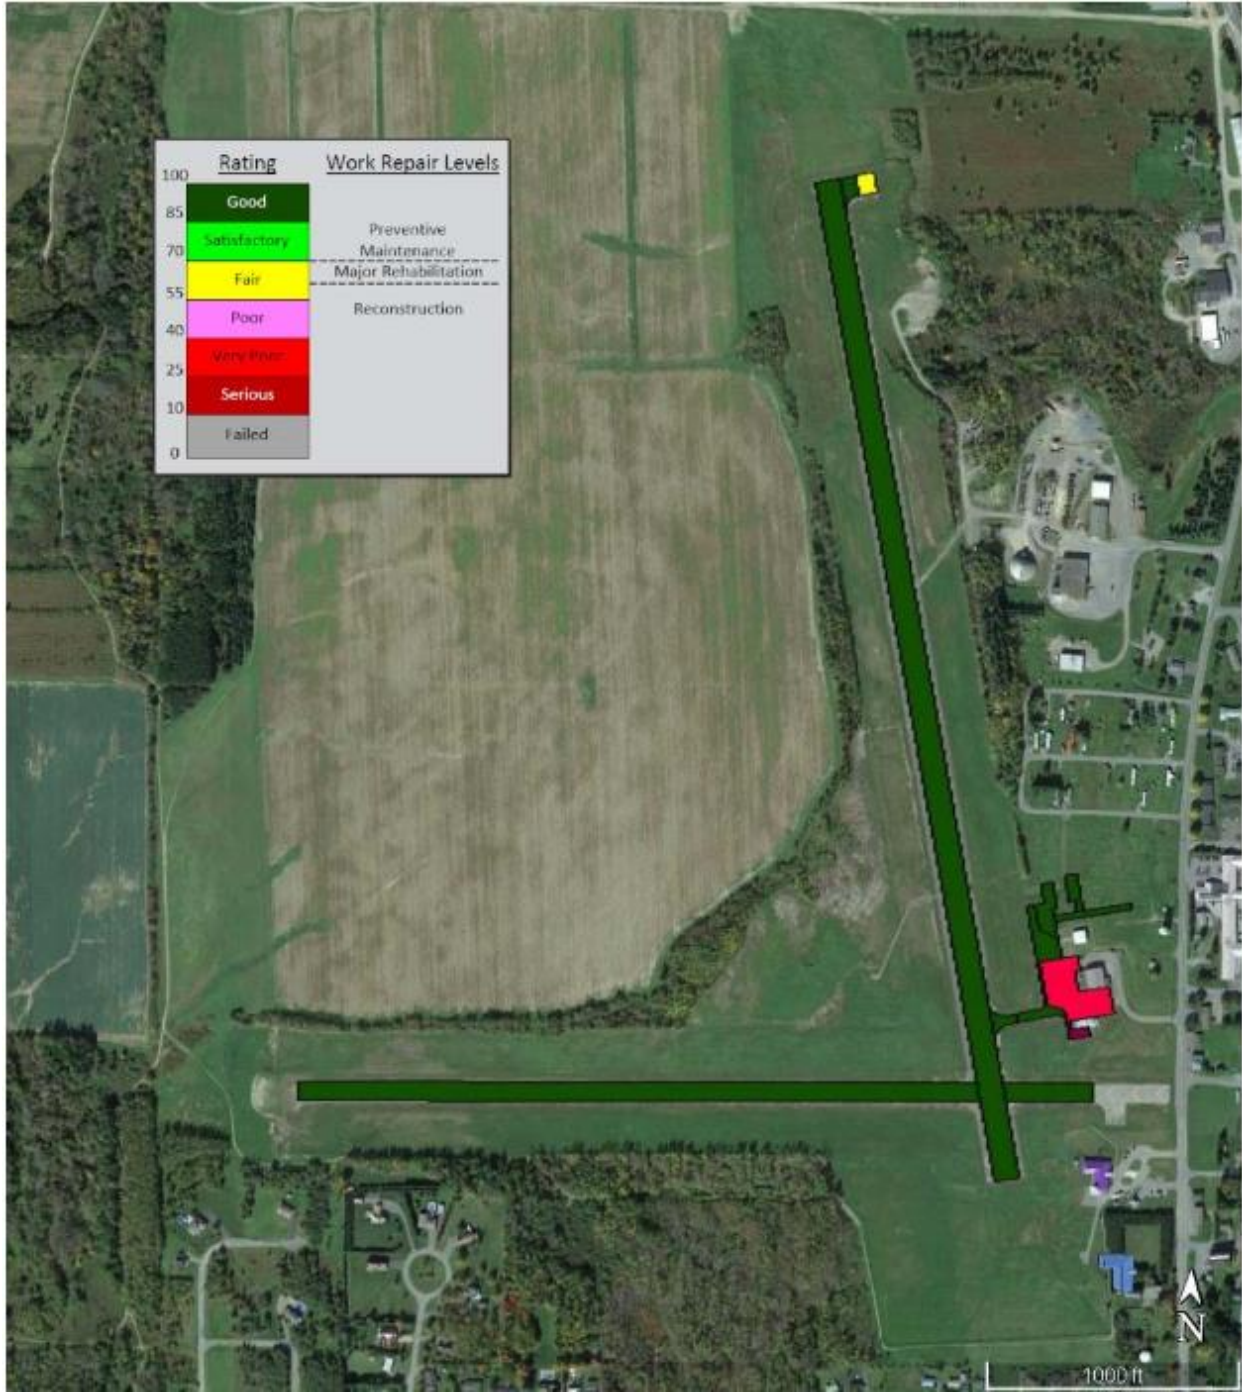 Rating Work Repair Levels
100
Good
85
Satisfactory
Preventive
Maintenance
70
Major Rehabilitation
Fair
55
Reconstruction
Poor
40
Very Poor
25
Serious
10
Failed
0
N
1000 ft